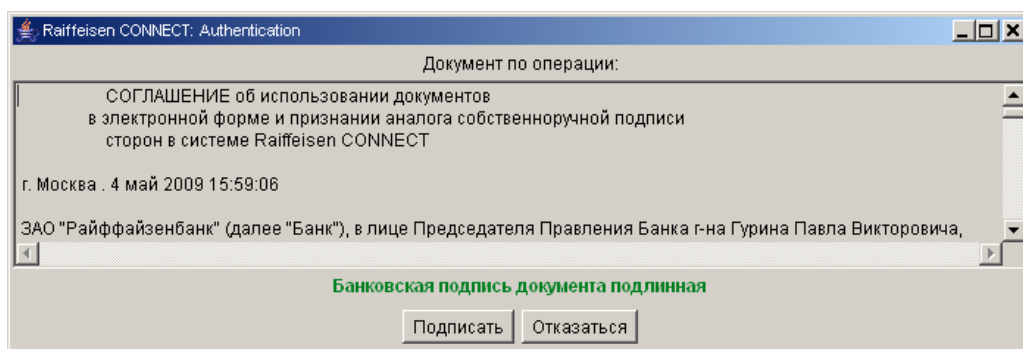 Raiffeisen CONNECT: Authentication
Документ по операции:
СОГЛАШЕНИЕ об использовании документов
в электронной форме и признании аналога собственноручной подписи
сторон в системе Raiffeisen CONNECT
г. Москва . 4 май 2009 15:59:06
ЗАО "Райффайзенбанк" (далее "Банк"), в лице Председателя Правления Банка г-на Гурина Павла Викторовича,
Банковская подпись документа подлинная
Подписать Отказаться